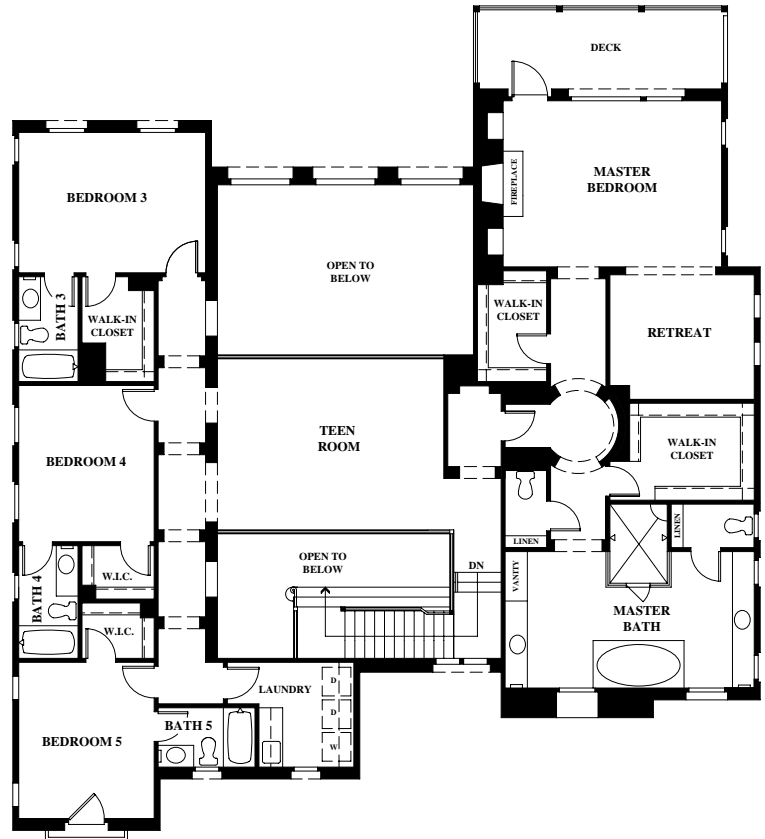 DECK
MASTER
BEDROOM
FIREPLACE
BEDROOM 3
OPEN TO
BELOW
WALK-IN
CLOSET
BATH 3
WALK-IN
CLOSET
RETREAT
TEEN
ROOM
BEDROOM 4
WALK-IN
CLOSET
LINEN
LINEN
OPEN TO
BELOW
DN
VANITY
W.I.C.
BATH 4
W.I.C.
MASTER
BATH
LAUNDRY
D
D
W
BATH 5
BEDROOM 5